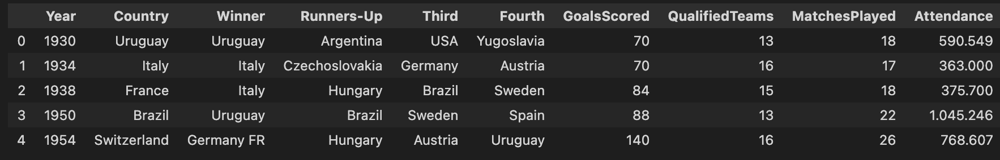 Year Country Winner Runners-Up Third Fourth GoalsScored QualifiedTeams MatchesPlayed Attendance
0 1930 Uruguay Uruguay Argentina USA Yugoslavia 70 13 18 590.549
1 1934 Italy Italy Czechoslovakia Germany Austria 70 16 17 363.000
2 1938 France Italy Hungary Brazil Sweden 84 15 18 375.700
3 1950 Brazil Uruguay Brazil Sweden Spain 88 13 22 1.045.246
4 1954 Switzerland Germany FR Hungary Austria Uruguay 140 16 26 768.607